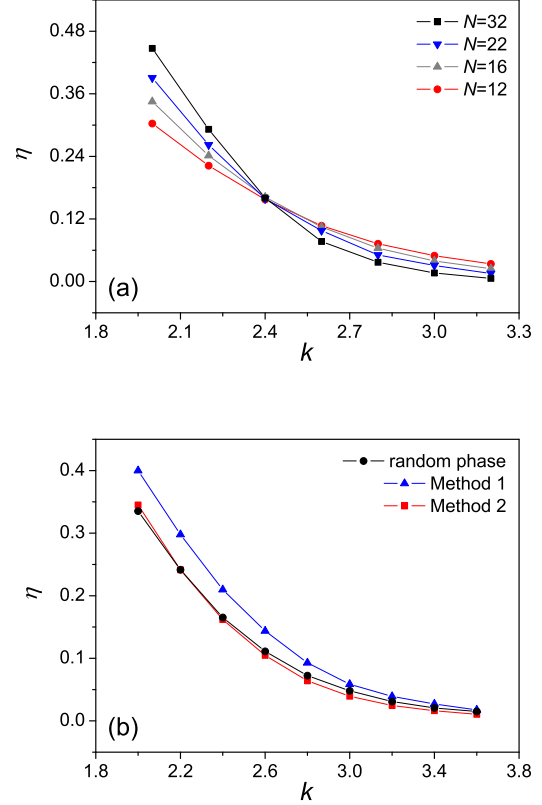 0.48
0.36
0.24
0.12
0.00
η
N=32
N=22
N=16
N=12
(a)
1.8 2.1 2.4 2.7 3.0 3.3
k
0.4
0.3
0.2
0.1
0.0
η
random phase
Method 1
Method 2
(b)
1.8 2.2 2.6 3.0 3.4 3.8
k